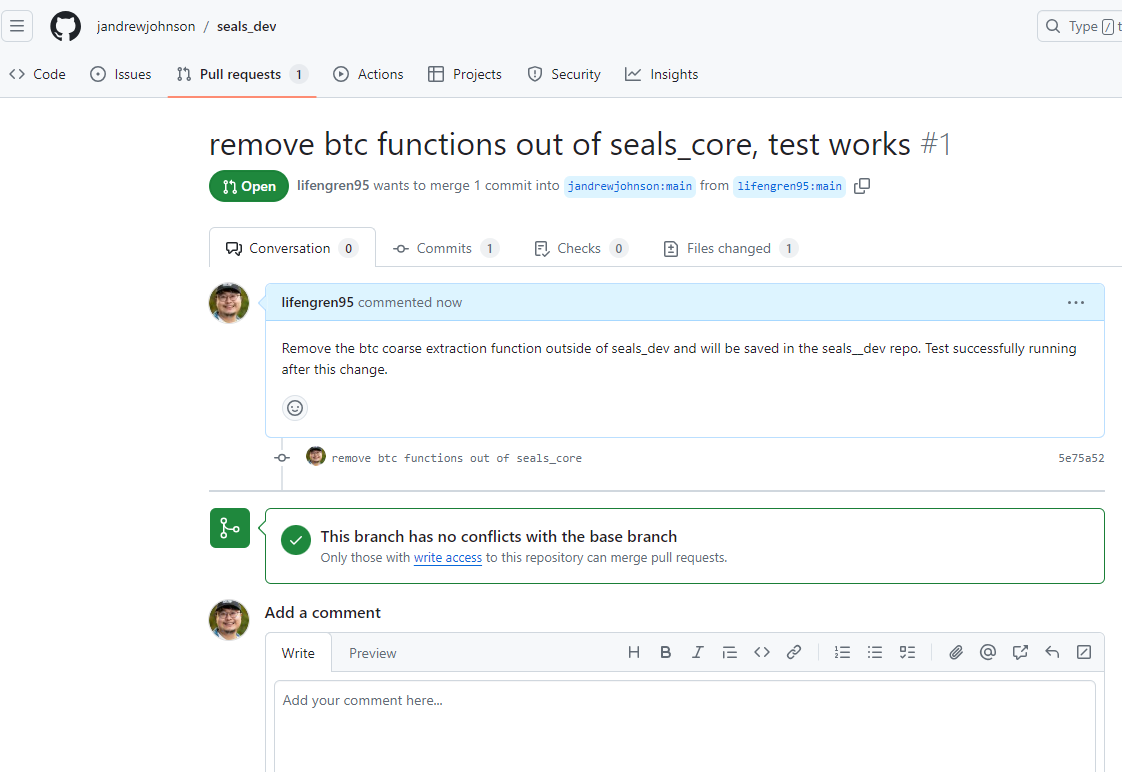 jandrewjohnson / seals_dev
Type / t
Code Issues Pull requests 1 Actions Projects Security Insights
remove btc functions out of seals_core, test works #1
Open lifengren95 wants to merge 1 commit into jandrewjohnson:main from lifengren95:main
Conversation 0 Commits 1 Checks 0 Files changed 1
lifengren95 commented now
Remove the btc coarse extraction function outside of seals_dev and will be saved in the seals__dev repo. Test successfully running
after this change.
remove btc functions out of seals_core 5e75a52
This branch has no conflicts with the base branch
Only those with write access to this repository can merge pull requests.
Add a comment
Write Preview
Add your comment here...